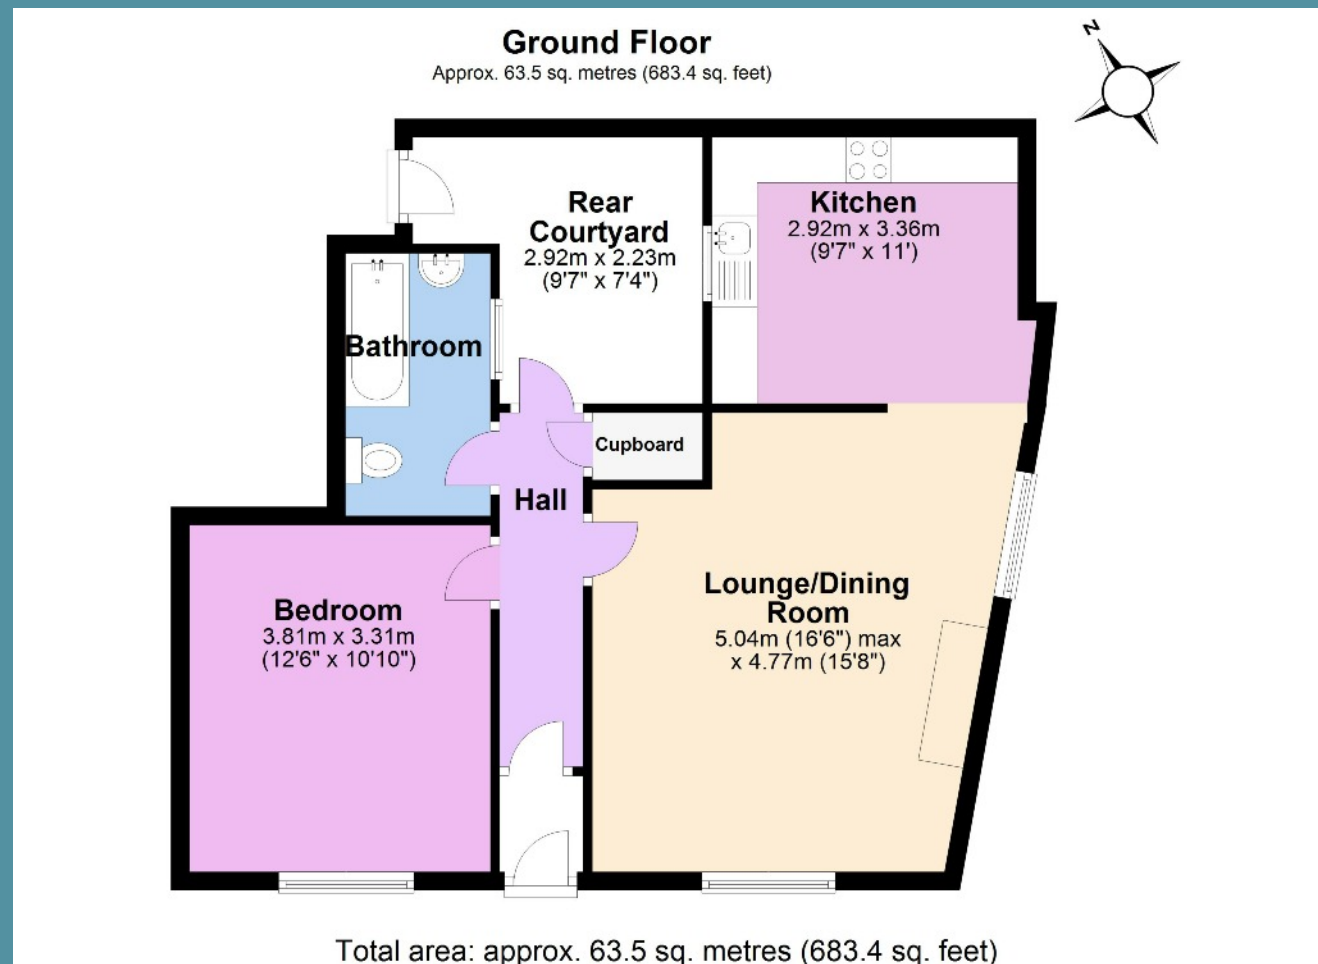 Ground Floor
Approx. 63.5 sq. metres (683.4 sq. feet)
N
Rear
Courtyard
2.92m x 2.23m
(9'7" x 7'4")
Kitchen
2.92m x 3.36m
(9'7" x 11')
Bathroom
Cupboard
Hall
Lounge/Dining
Room
5.04m (16'6") max
x 4.77m (15'8")
Bedroom
3.81m x 3.31m
(12'6" x 10'10")
Total area: approx. 63.5 sq. metres (683.4 sq. feet)